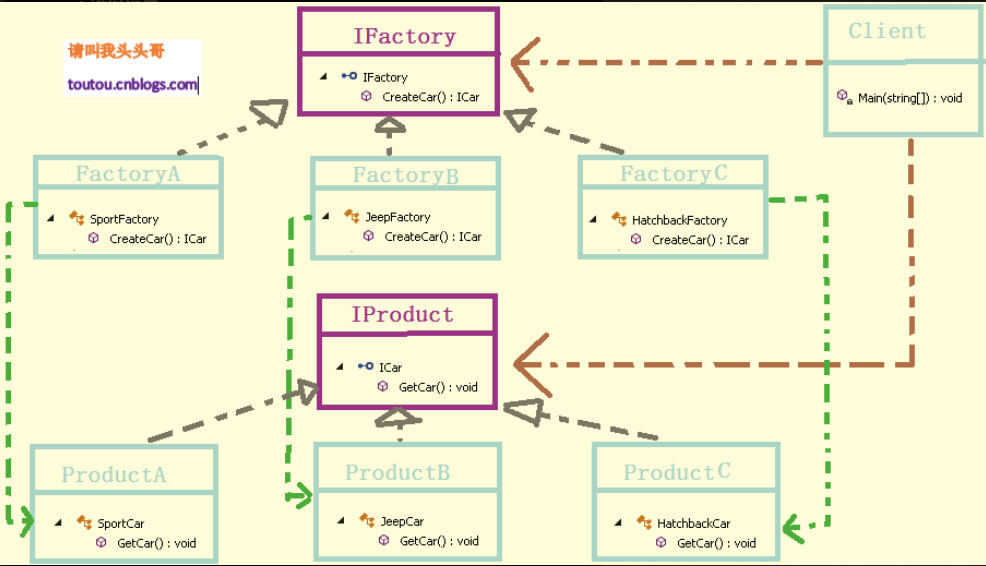 请叫我头头哥
toutou.cnblogs.com
IFactory
IFactory
CreateCar() : ICar
Client
Main(string[]) : void
FactoryA
SportFactory
CreateCar() : ICar
FactoryB
JeepFactory
CreateCar() : ICar
FactoryC
HatchbackFactory
CreateCar() : ICar
IProduct
ICar
GetCar() : void
ProductA
SportCar
GetCar() : void
ProductB
JeepCar
GetCar() : void
ProductC
HatchbackCar
GetCar() : void